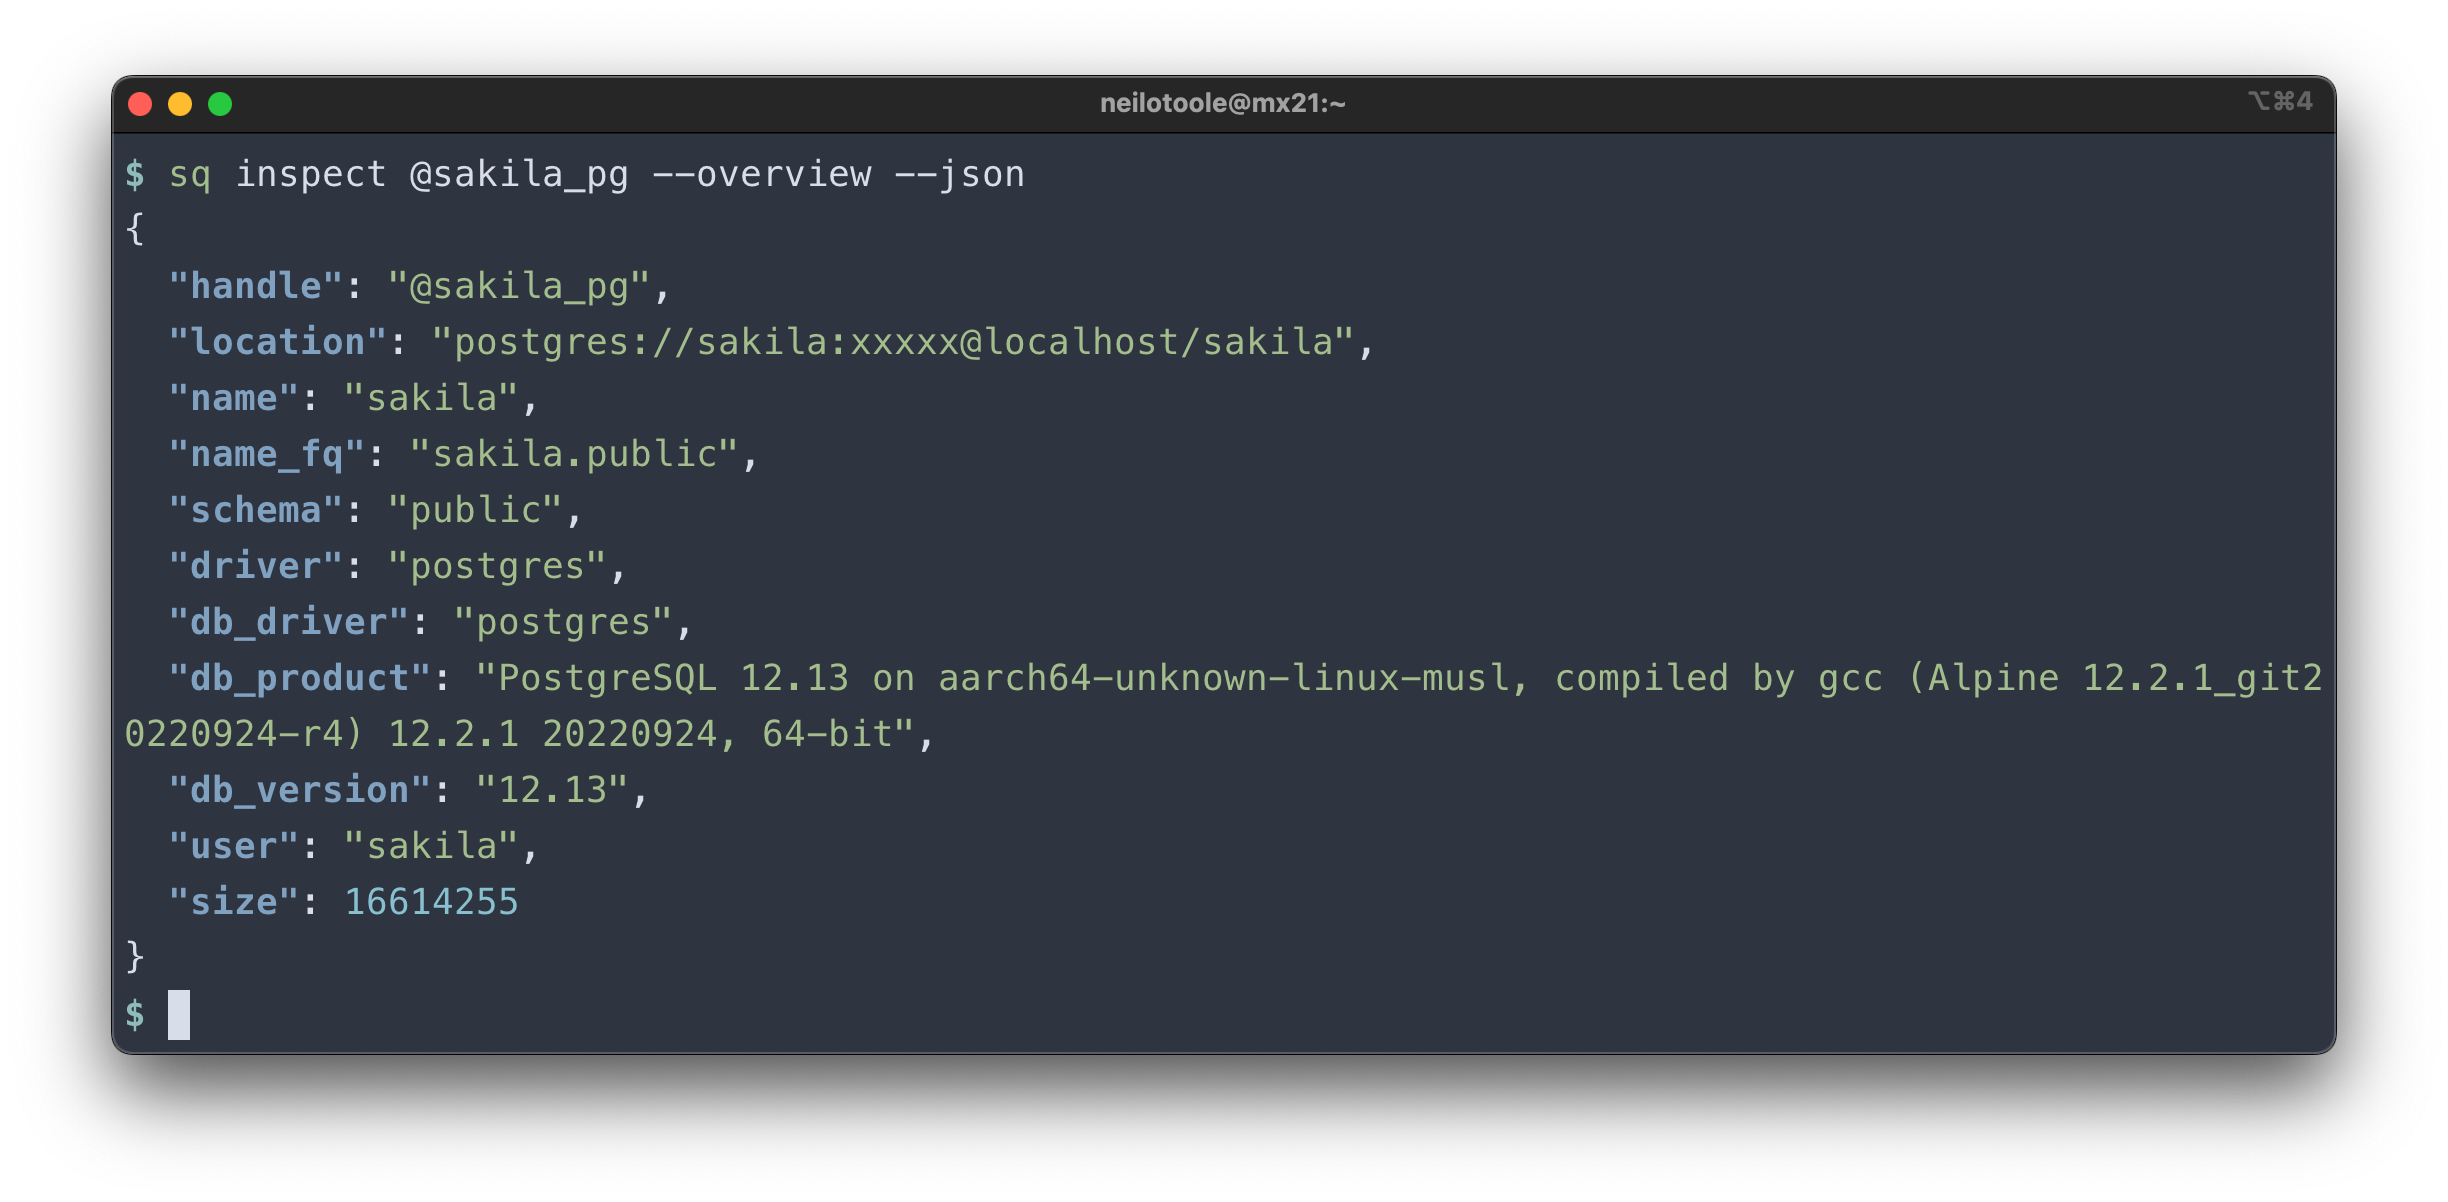 neilotoole@mx21:~
⌥⌘4
$ sq inspect @sakila_pg --overview --json
{
  "handle": "@sakila_pg",
  "location": "postgres://sakila:xxxxx@localhost/sakila",
  "name": "sakila",
  "name_fq": "sakila.public",
  "schema": "public",
  "driver": "postgres",
  "db_driver": "postgres",
  "db_product": "PostgreSQL 12.13 on aarch64-unknown-linux-musl, compiled by gcc (Alpine 12.2.1_git2
0220924-r4) 12.2.1 20220924, 64-bit",
  "db_version": "12.13",
  "user": "sakila",
  "size": 16614255
}
$